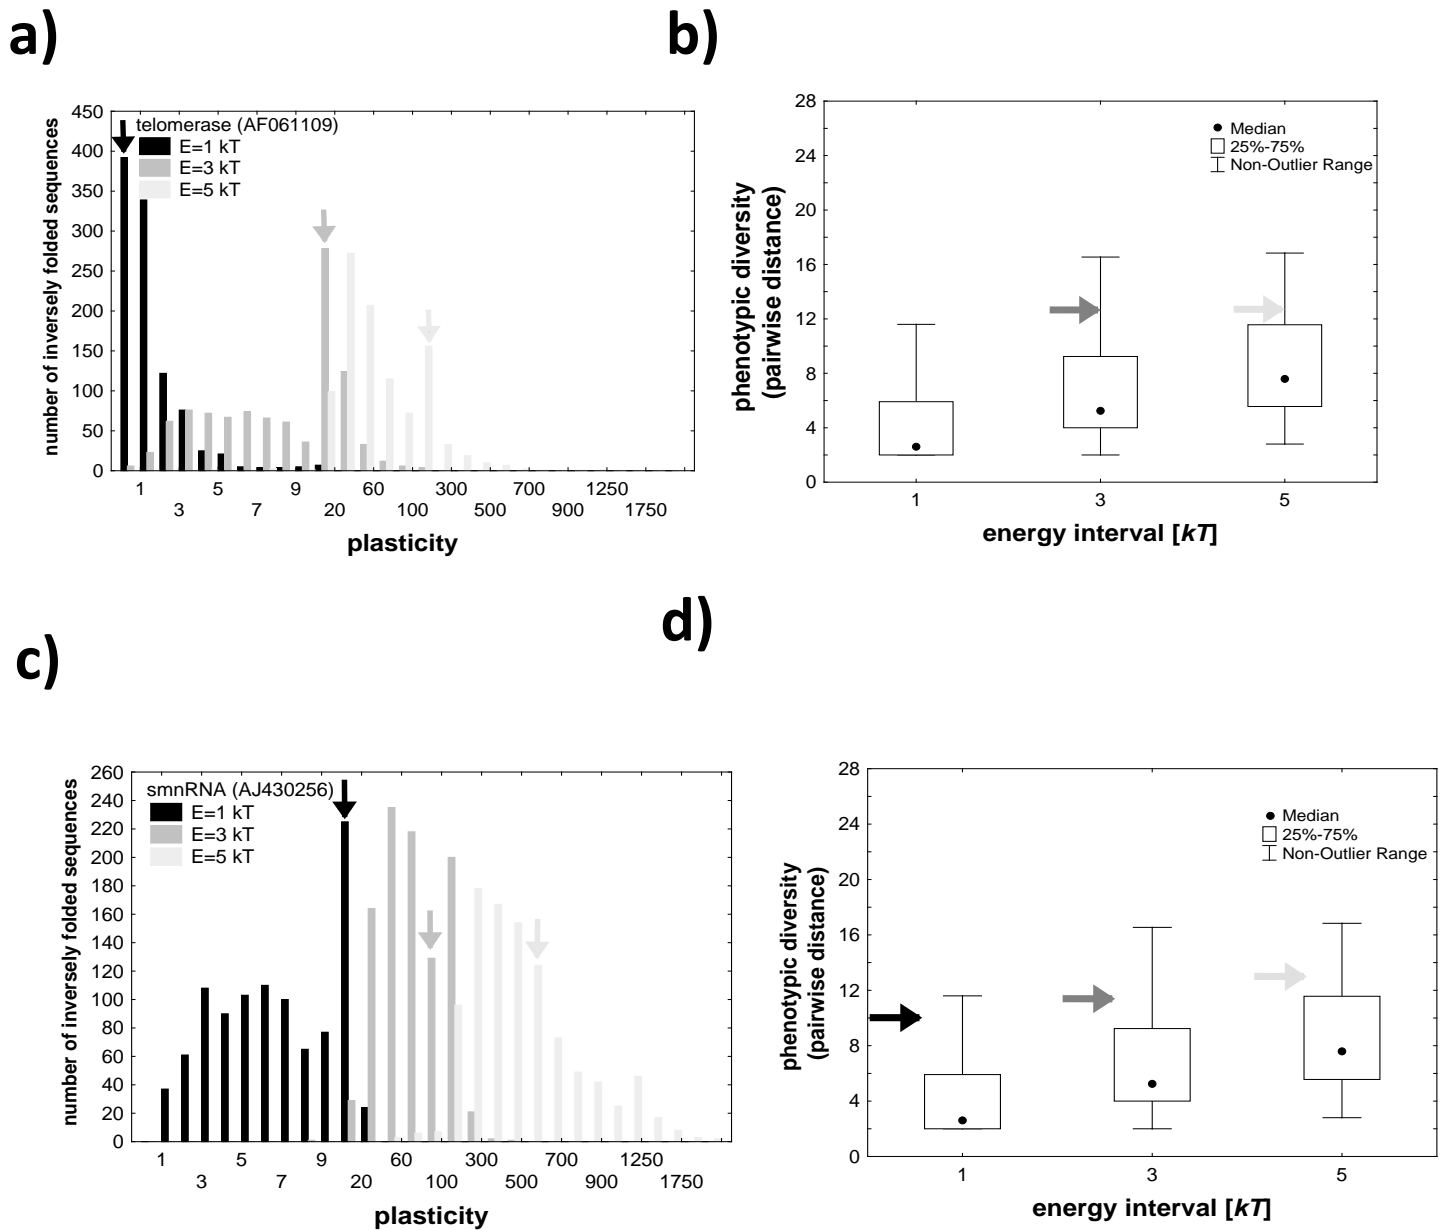 a)
number of inversely folded sequences
450
400
350
300
250
200
150
100
50
0
telomerase (AF061109)
E=1 kT
E=3 kT
E=5 kT
1 5 9 60 300 700 1250
3 7 20 100 500 900 1750
plasticity
b)
phenotypic diversity
(pairwise distance)
28
24
20
16
12
8
4
0
Median
25%-75%
Non-Outlier Range
1 3 5
energy interval [kT]
c)
number of inversely folded sequences
260
240
220
200
180
160
140
120
100
80
60
40
20
0
smnRNA (AJ430256)
E=1 kT
E=3 kT
E=5 kT
1 5 9 60 300 700 1250
3 7 20 100 500 900 1750
plasticity
d)
phenotypic diversity
(pairwise distance)
28
24
20
16
12
8
4
0
Median
25%-75%
Non-Outlier Range
1 3 5
energy interval [kT]